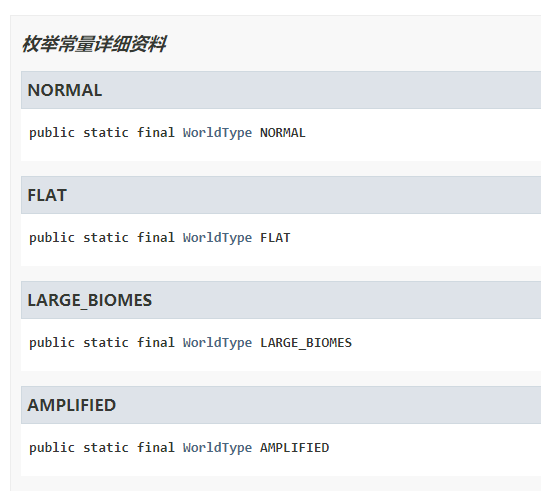 枚举常量详细资料
NORMAL
public static final WorldType NORMAL
FLAT
public static final WorldType FLAT
LARGE_BIOMES
public static final WorldType LARGE_BIOMES
AMPLIFIED
public static final WorldType AMPLIFIED